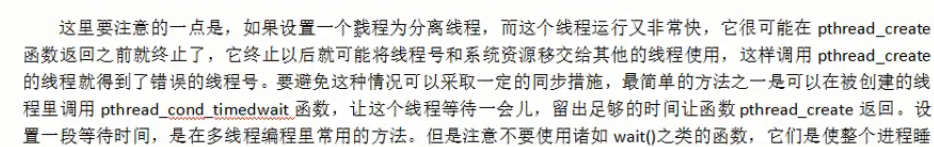 这里要注意的一点是，如果设置一个线程为分离线程，而这个线程运行又非常快，它很可能在 pthread_create
函数返回之前就终止了，它终止以后就可能将线程号和系统资源移交给其他的线程使用，这样调用 pthread_create
的线程就得到了错误的线程号。要避免这种情况可以采取一定的同步措施，最简单的方法之一是可以在被创建的线
程里调用 pthread_cond_timedwait 函数，让这个线程等待一会儿，留出足够的时间让函数 pthread_create 返回。设
置一段等待时间，是在多线程编程里常用的方法。但是注意不要使用诸如 wait()之类的函数，它们是使整个进程睡